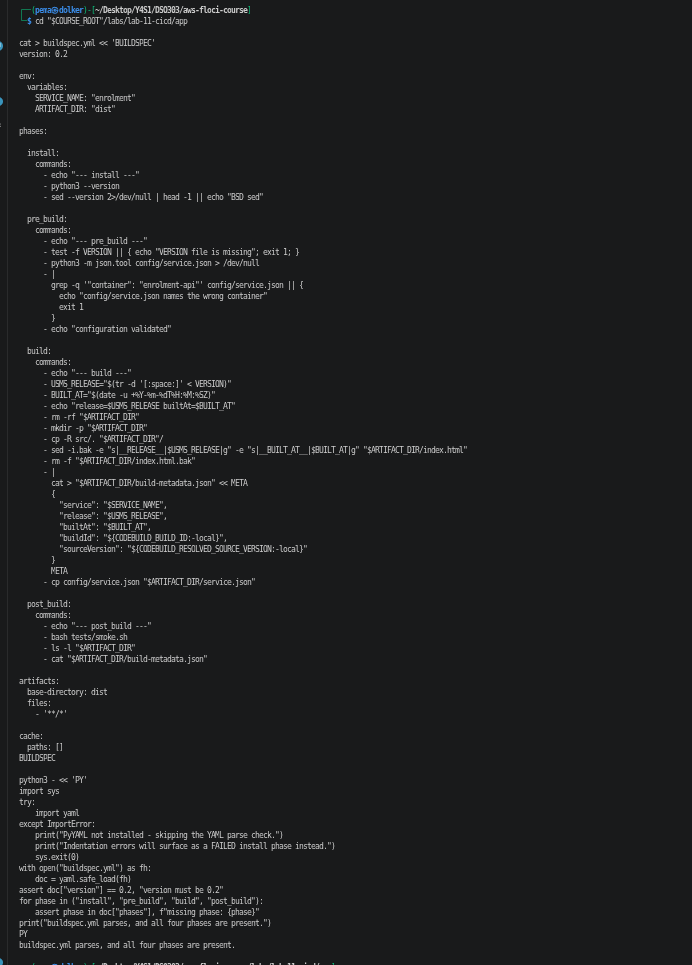 ┌──(pema㉿dolker)-[~/Desktop/Y4S1/DSO303/aws-floci-course]
└─$ cd "$COURSE_ROOT"/labs/lab-11-cicd/app

cat > buildspec.yml << 'BUILDSPEC'
version: 0.2

env:
  variables:
    SERVICE_NAME: "enrolment"
    ARTIFACT_DIR: "dist"

phases:

  install:
    commands:
      - echo "--- install ---"
      - python3 --version
      - sed --version 2>/dev/null | head -1 || echo "BSD sed"

  pre_build:
    commands:
      - echo "--- pre_build ---"
      - test -f VERSION || { echo "VERSION file is missing"; exit 1; }
      - python3 -m json.tool config/service.json > /dev/null
      - |
        grep -q '"container": "enrolment-api"' config/service.json || {
          echo "config/service.json names the wrong container"
          exit 1
        }
      - echo "configuration validated"

  build:
    commands:
      - echo "--- build ---"
      - USMS_RELEASE="$(tr -d '[:space:]' < VERSION)"
      - BUILT_AT="$(date -u +%Y-%m-%dT%H:%M:%SZ)"
      - echo "release=$USMS_RELEASE builtAt=$BUILT_AT"
      - rm -rf "$ARTIFACT_DIR"
      - mkdir -p "$ARTIFACT_DIR"
      - cp -R src/. "$ARTIFACT_DIR"/
      - sed -i.bak -e "s|__RELEASE__|$USMS_RELEASE|g" -e "s|__BUILT_AT__|$BUILT_AT|g" "$ARTIFACT_DIR/index.html"
      - rm -f "$ARTIFACT_DIR/index.html.bak"
      - |
        cat > "$ARTIFACT_DIR/build-metadata.json" << META
        {
          "service": "$SERVICE_NAME",
          "release": "$USMS_RELEASE",
          "builtAt": "$BUILT_AT",
          "buildId": "${CODEBUILD_BUILD_ID:-local}",
          "sourceVersion": "${CODEBUILD_RESOLVED_SOURCE_VERSION:-local}"
        }
        META
      - cp config/service.json "$ARTIFACT_DIR/service.json"

  post_build:
    commands:
      - echo "--- post_build ---"
      - bash tests/smoke.sh
      - ls -l "$ARTIFACT_DIR"
      - cat "$ARTIFACT_DIR/build-metadata.json"

artifacts:
  base-directory: dist
  files:
    - '**/*'

cache:
  paths: []
BUILDSPEC

python3 - << 'PY'
import sys
try:
    import yaml
except ImportError:
    print("PyYAML not installed - skipping the YAML parse check.")
    print("Indentation errors will surface as a FAILED install phase instead.")
    sys.exit(0)
with open("buildspec.yml") as fh:
    doc = yaml.safe_load(fh)
assert doc["version"] == 0.2, "version must be 0.2"
for phase in ("install", "pre_build", "build", "post_build"):
    assert phase in doc["phases"], f"missing phase: {phase}"
print("buildspec.yml parses, and all four phases are present.")
PY
buildspec.yml parses, and all four phases are present.